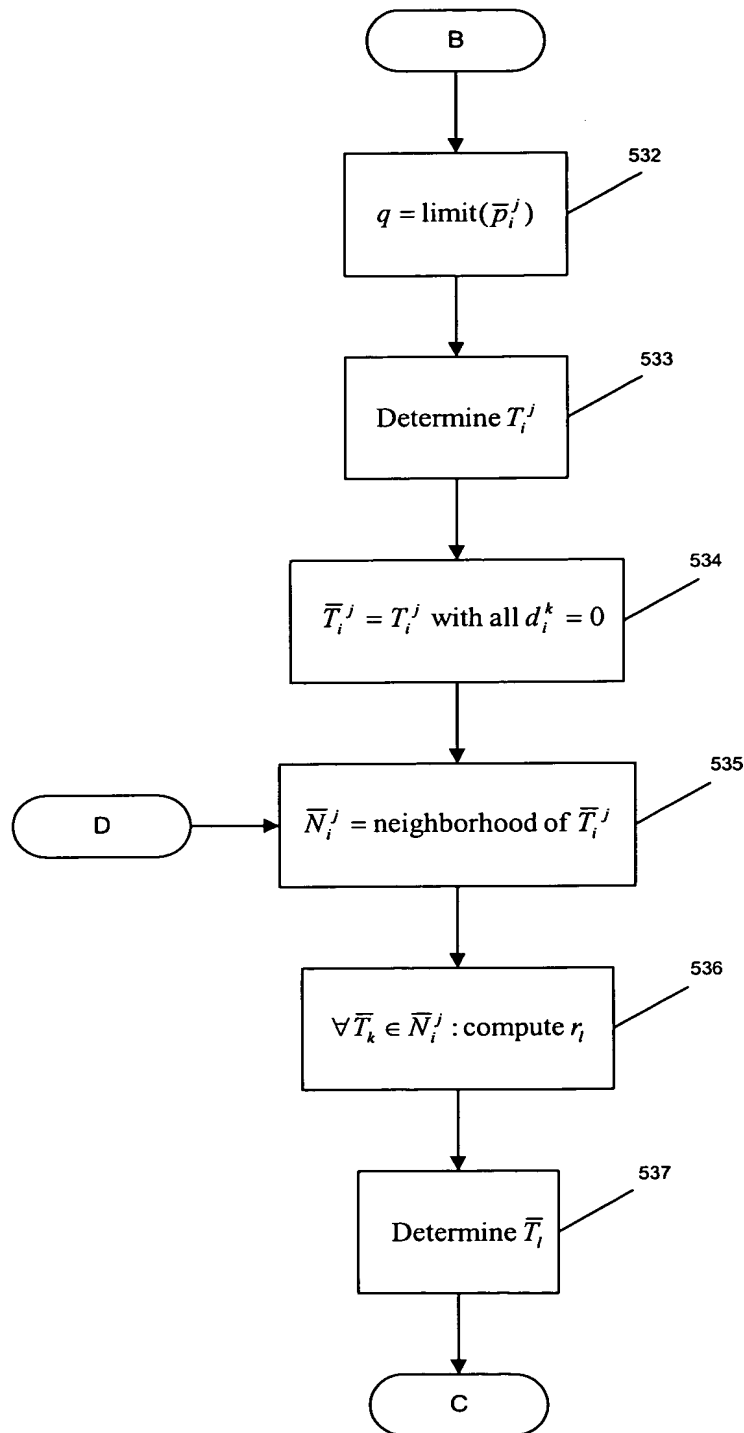 B
532
q = limit(p̅ᵢʲ)
533
Determine Tᵢʲ
534
T̅ᵢʲ = Tᵢʲ with all dᵢᵏ = 0
535
D
N̅ᵢʲ = neighborhood of T̅ᵢʲ
536
∀ T̅ₖ ∈ N̅ᵢʲ : compute rₗ
537
Determine T̅ₗ
C